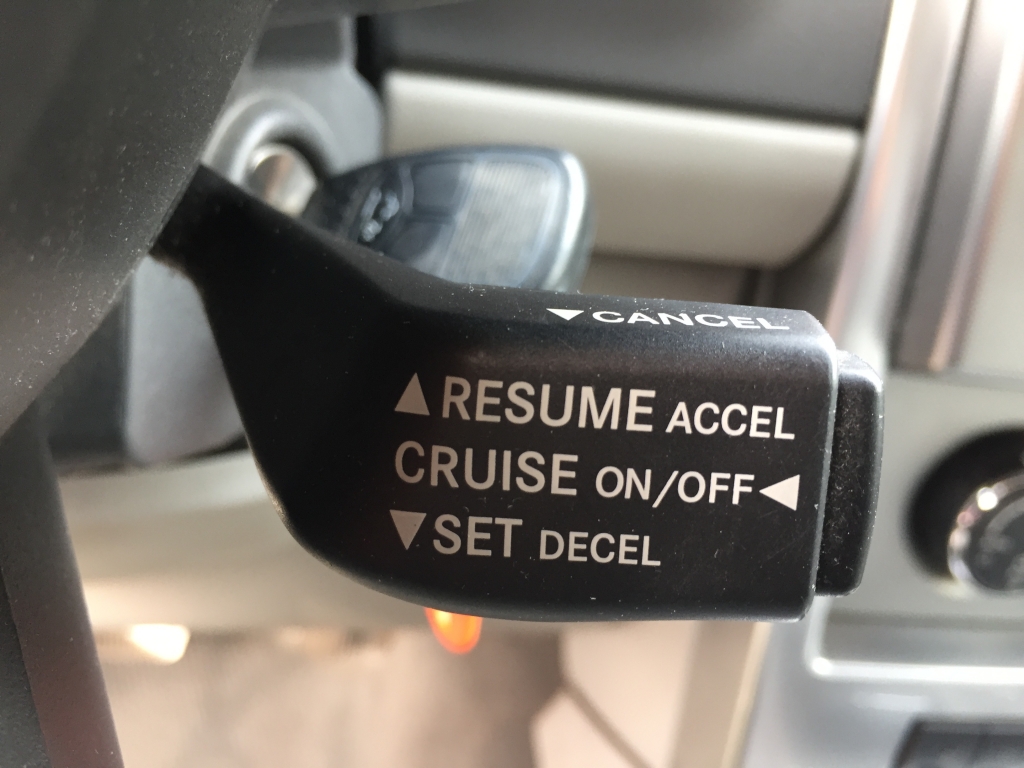 ▼CANCEL
▲RESUME ACCEL
CRUISE ON/OFF◀
▼SET DECEL